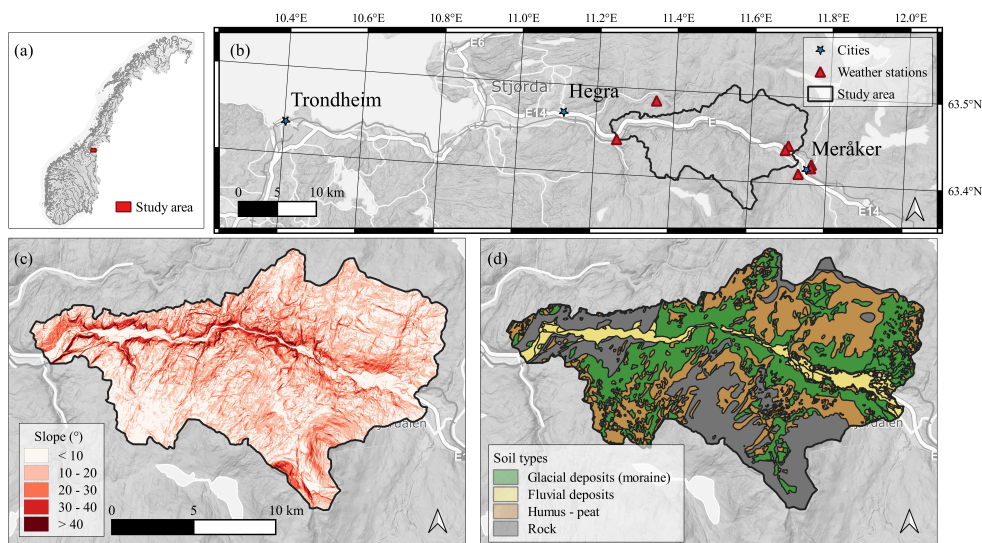 10.4°E 10.6°E 10.8°E 11.0°E 11.2°E 11.4°E 11.6°E 11.8°E 12.0°E
(a)
Study area
(b)
E6
Stjørda
Trondheim
E14
Hegra
E
Meråker
E14
Cities
Weather stations
Study area
63.5°N
63.4°N
0 5 10 km
(c)
Slope (°)
< 10
10 - 20
20 - 30
30 - 40
> 40
0 5 10 km
(d)
Soil types
Glacial deposits (moraine)
Fluvial deposits
Humus - peat
Rock